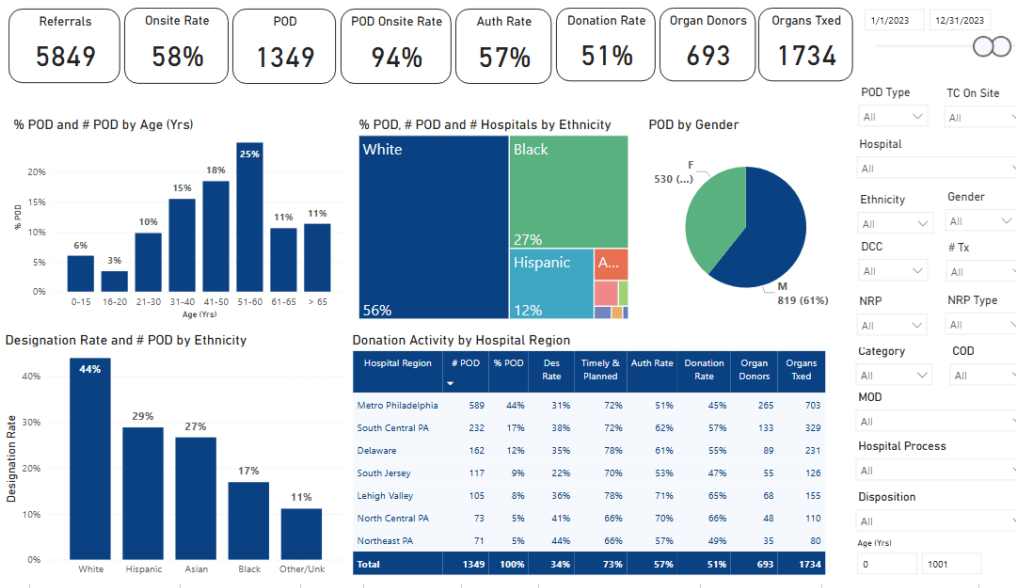 Referrals
5849
Onsite Rate
58%
POD
1349
POD Onsite Rate
94%
Auth Rate
57%
Donation Rate
51%
Organ Donors
693
Organs Txed
1734
1/1/2023 12/31/2023
POD Type TC On Site
All All
Hospital
All
Ethnicity Gender
All All
DCC # Tx
All All
NRP NRP Type
All All
Category COD
All All
MOD
All
Hospital Process
All
Disposition
All
Age (Yrs)
0 1001
% POD and # POD by Age (Yrs)
% POD
20%
15%
10%
5%
0%
6% 3% 10% 15% 18% 25% 11% 11%
0-15 16-20 21-30 31-40 41-50 51-60 61-65 > 65
Age (Yrs)
% POD, # POD and # Hospitals by Ethnicity
White
56%
Black
27%
Hispanic
12%
A...
POD by Gender
F
530 (...)
M
819 (61%)
Designation Rate and # POD by Ethnicity
Designation Rate
40%
30%
20%
10%
0%
44% 29% 27% 17% 11%
White Hispanic Asian Black Other/Unk
Donation Activity by Hospital Region
Hospital Region # POD % POD Des Rate Timely & Planned Auth Rate Donation Rate Organ Donors Organs Txed
Metro Philadelphia 589 44% 31% 72% 51% 45% 265 703
South Central PA 232 17% 38% 72% 62% 57% 133 329
Delaware 162 12% 35% 78% 61% 55% 89 231
South Jersey 117 9% 22% 70% 53% 47% 55 126
Lehigh Valley 105 8% 36% 78% 71% 65% 68 155
North Central PA 73 5% 41% 66% 70% 66% 48 110
Northeast PA 71 5% 44% 66% 57% 49% 35 80
Total 1349 100% 34% 73% 57% 51% 693 1734